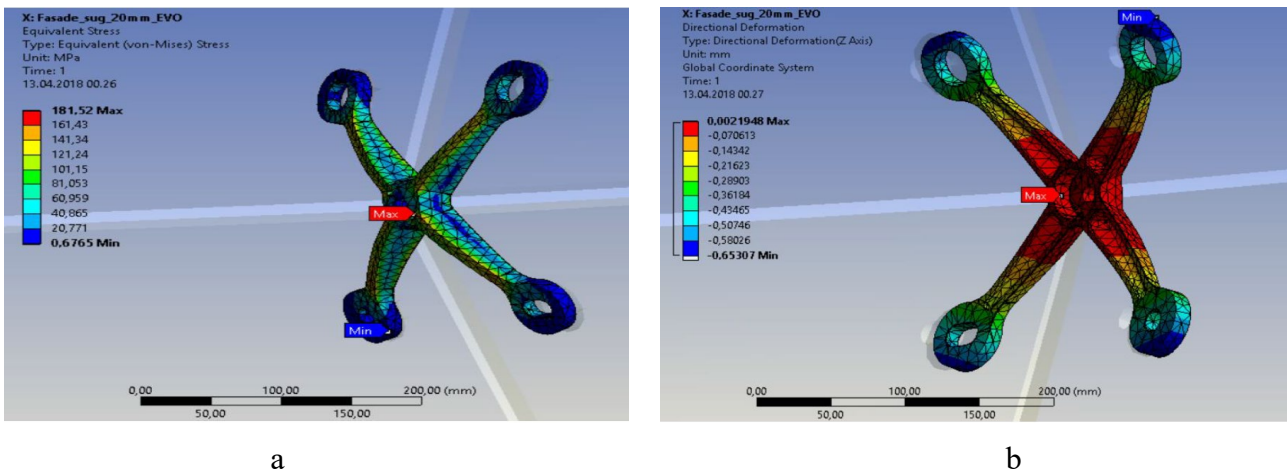 X: Fasade_sug_20mm_EVO
Equivalent Stress
Type: Equivalent (von-Mises) Stress
Unit: MPa
Time: 1
13.04.2018 00.26
181,52 Max
161,43
141,34
121,24
101,15
81,053
60,959
40,865
20,771
0,6765 Min
Max
Min
0,00 100,00 200,00 (mm)
50,00 150,00
a
X: Fasade_sug_20mm_EVO
Directional Deformation
Type: Directional Deformation(Z Axis)
Unit: mm
Global Coordinate System
Time: 1
13.04.2018 00.27
0,0021948 Max
-0,070613
-0,14342
-0,21623
-0,28903
-0,36184
-0,43465
-0,50746
-0,58026
-0,65307 Min
Min
Max
0,00 100,00 200,00 (mm)
50,00 150,00
b